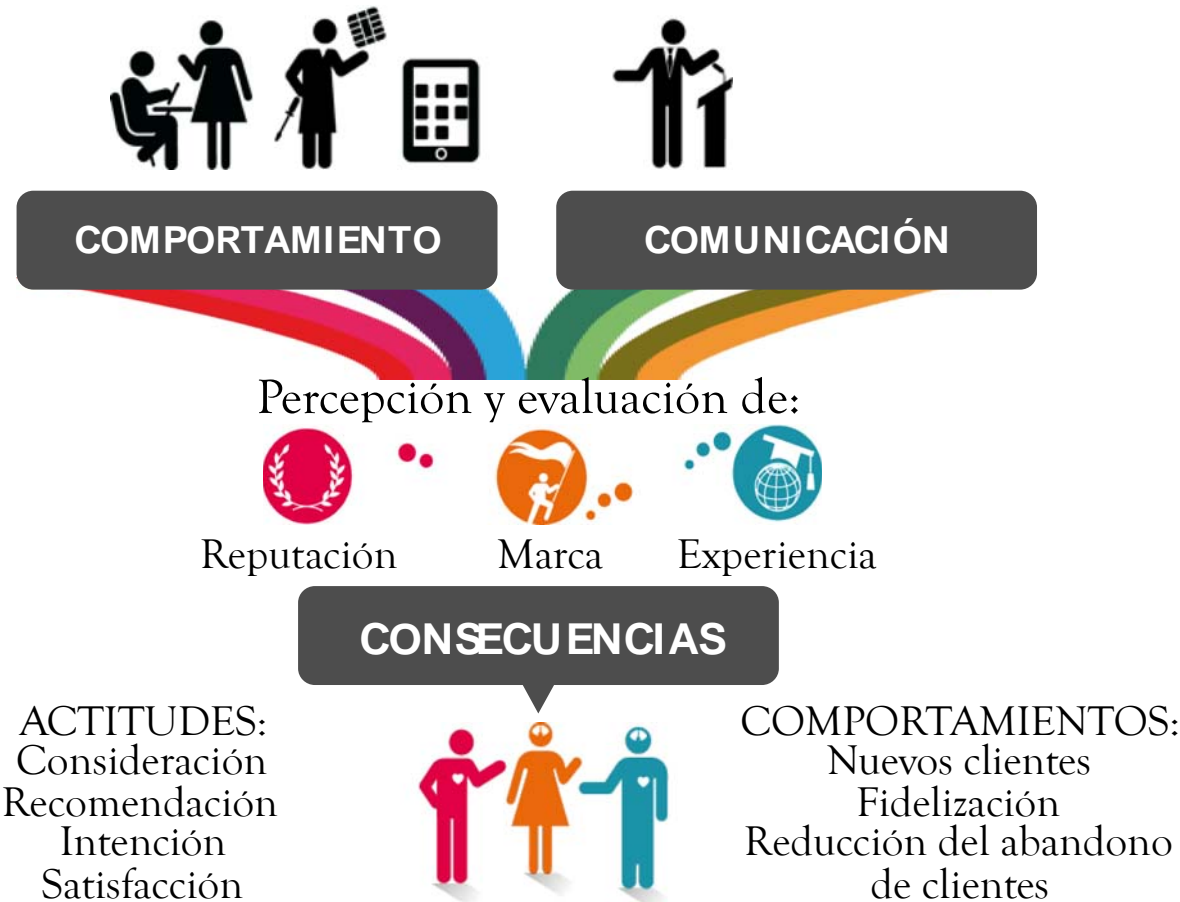 COMPORTAMIENTO
COMUNICACIÓN
Percepción y evaluación de:
Reputación
Marca
Experiencia
CONSECUENCIAS
ACTITUDES:
Consideración
Recomendación
Intención
Satisfacción
COMPORTAMIENTOS:
Nuevos clientes
Fidelización
Reducción del abandono
de clientes